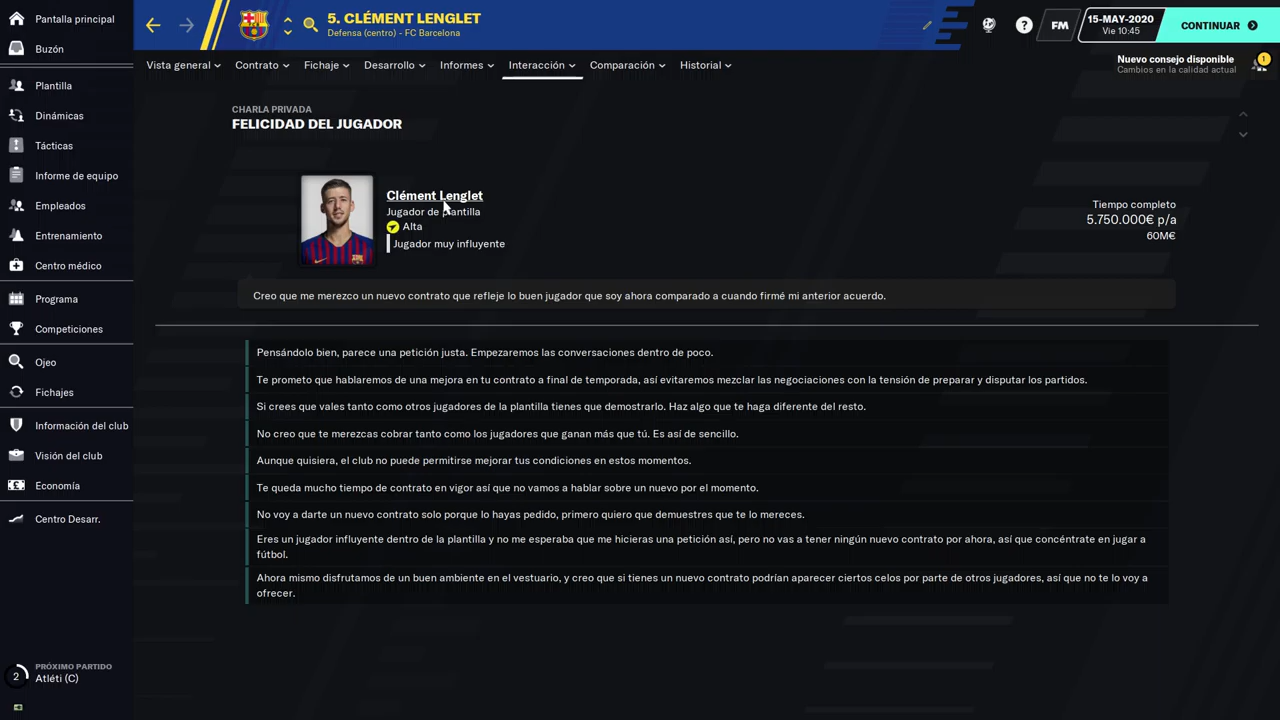 Pantalla principal
Buzón
Plantilla
Dinámicas
Tácticas
Informe de equipo
Empleados
Entrenamiento
Centro médico
Programa
Competiciones
Ojeo
Fichajes
Información del club
Visión del club
Economía
Centro Desarr.
2
PRÓXIMO PARTIDO
Atléti (C)
5. CLÉMENT LENGLET
Defensa (centro) - FC Barcelona
FM
15-MAY-2020
Vie 10:45
CONTINUAR
Vista general
Contrato
Fichaje
Desarrollo
Informes
Interacción
Comparación
Historial
Nuevo consejo disponible
Cambios en la calidad actual
1
CHARLA PRIVADA
FELICIDAD DEL JUGADOR
Clément Lenglet
Jugador de plantilla
Alta
Jugador muy influyente
Tiempo completo
5.750.000€ p/a
60M€
Creo que me merezco un nuevo contrato que refleje lo buen jugador que soy ahora comparado a cuando firmé mi anterior acuerdo.
Pensándolo bien, parece una petición justa. Empezaremos las conversaciones dentro de poco.
Te prometo que hablaremos de una mejora en tu contrato a final de temporada, así evitaremos mezclar las negociaciones con la tensión de preparar y disputar los partidos.
Si crees que vales tanto como otros jugadores de la plantilla tienes que demostrarlo. Haz algo que te haga diferente del resto.
No creo que te merezcas cobrar tanto como los jugadores que ganan más que tú. Es así de sencillo.
Aunque quisiera, el club no puede permitirse mejorar tus condiciones en estos momentos.
Te queda mucho tiempo de contrato en vigor así que no vamos a hablar sobre un nuevo por el momento.
No voy a darte un nuevo contrato solo porque lo hayas pedido, primero quiero que demuestres que te lo mereces.
Eres un jugador influyente dentro de la plantilla y no me esperaba que me hicieras una petición así, pero no vas a tener ningún nuevo contrato por ahora, así que concéntrate en jugar a
fútbol.
Ahora mismo disfrutamos de un buen ambiente en el vestuario, y creo que si tienes un nuevo contrato podrían aparecer ciertos celos por parte de otros jugadores, así que no te lo voy a
ofrecer.